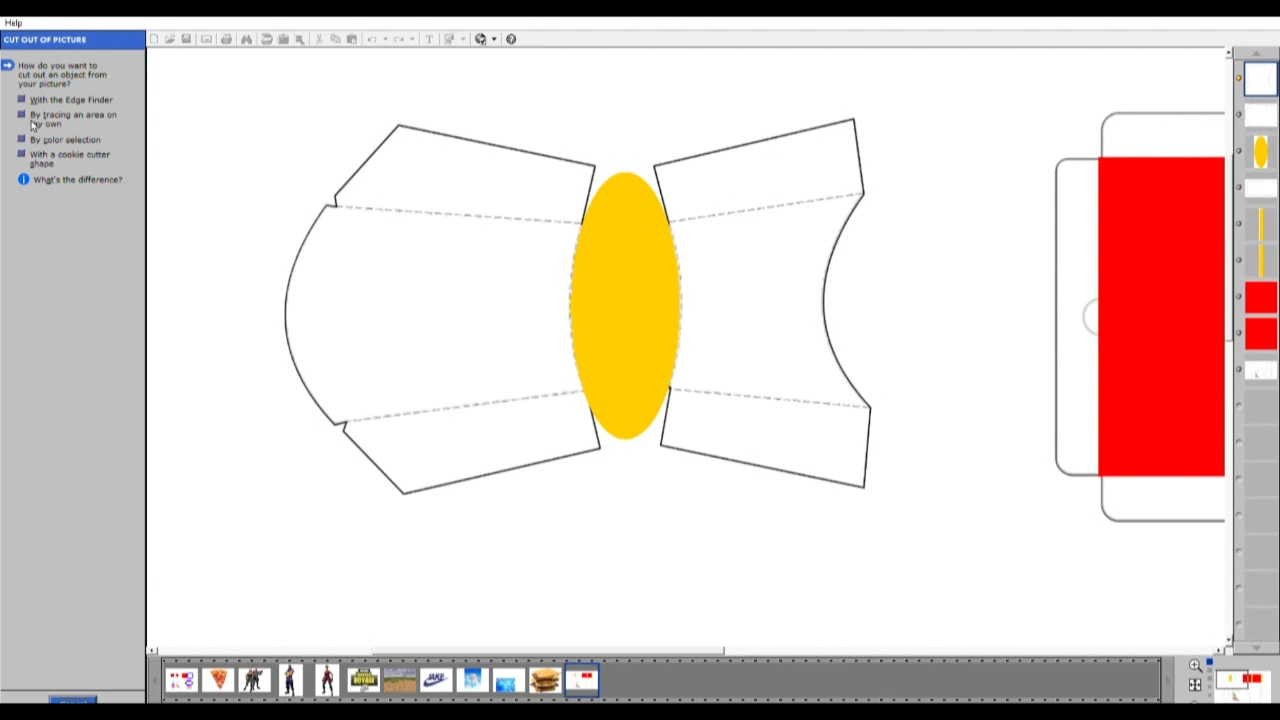 Help
CUT OUT OF PICTURE
How do you want to
cut out an object from
your picture?
With the Edge Finder
By tracing an area on
my own
By color selection
With a cookie cutter
shape
What's the difference?
ROYALE